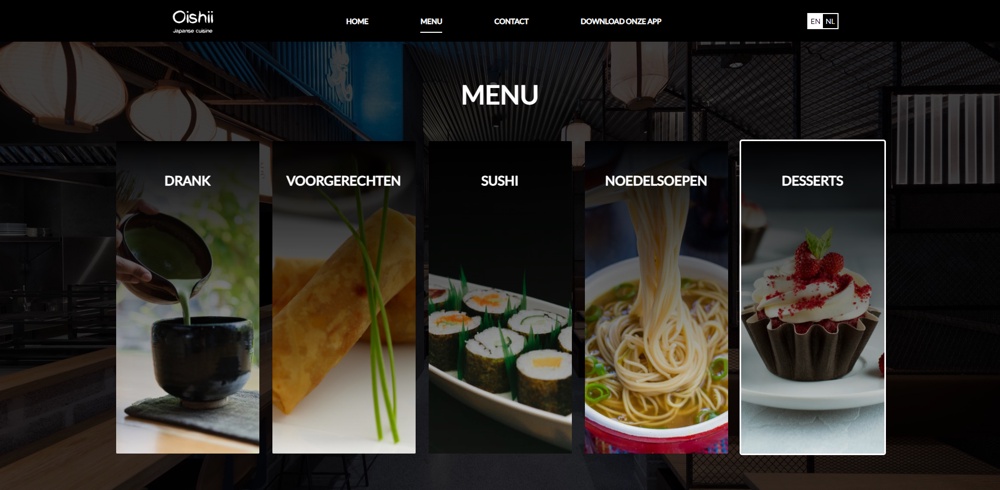 Oishii
Japanse cuisine
HOME
MENU
CONTACT
DOWNLOAD ONZE APP
EN NL
MENU
DRANK
VOORGERECHTEN
SUSHI
NOEDELSOEPEN
DESSERTS